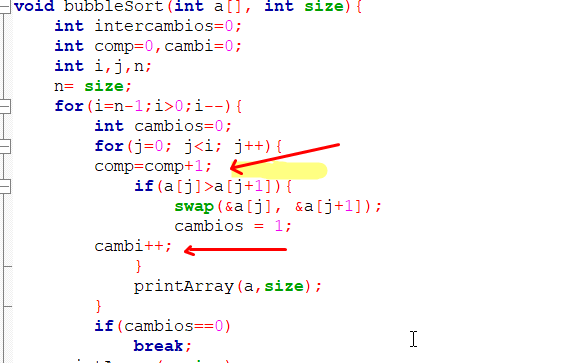 void bubbleSort(int a[], int size){
int intercambios=0;
int comp=0,cambi=0;
int i,j,n;
n= size;
for(i=n-1;i>0;i--){
int cambios=0;
for(j=0; j<i; j++){
comp=comp+1;
if(a[j]>a[j+1]){
swap(&a[j], &a[j+1]);
cambios = 1;
cambi++;
}
printArray(a,size);
}
if(cambios==0)
break;